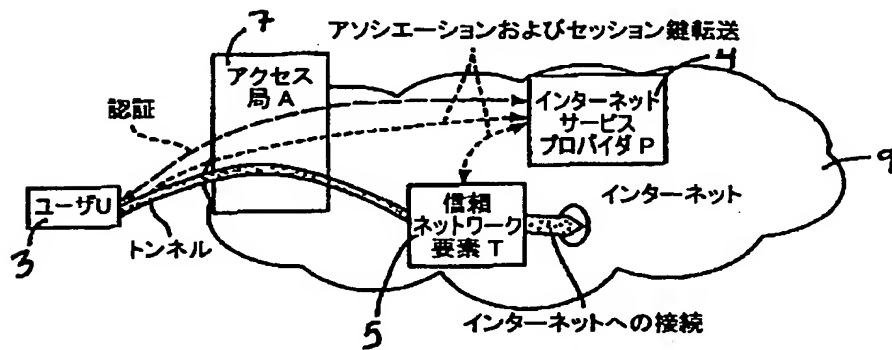 7
アソシエーションおよびセッション鍵転送
4
アクセス
局 A
認証
インターネット
サービス
プロバイダ P
9
インターネット
ユーザU
3
トンネル
信頼
ネットワーク
要素 T
5
インターネットへの接続